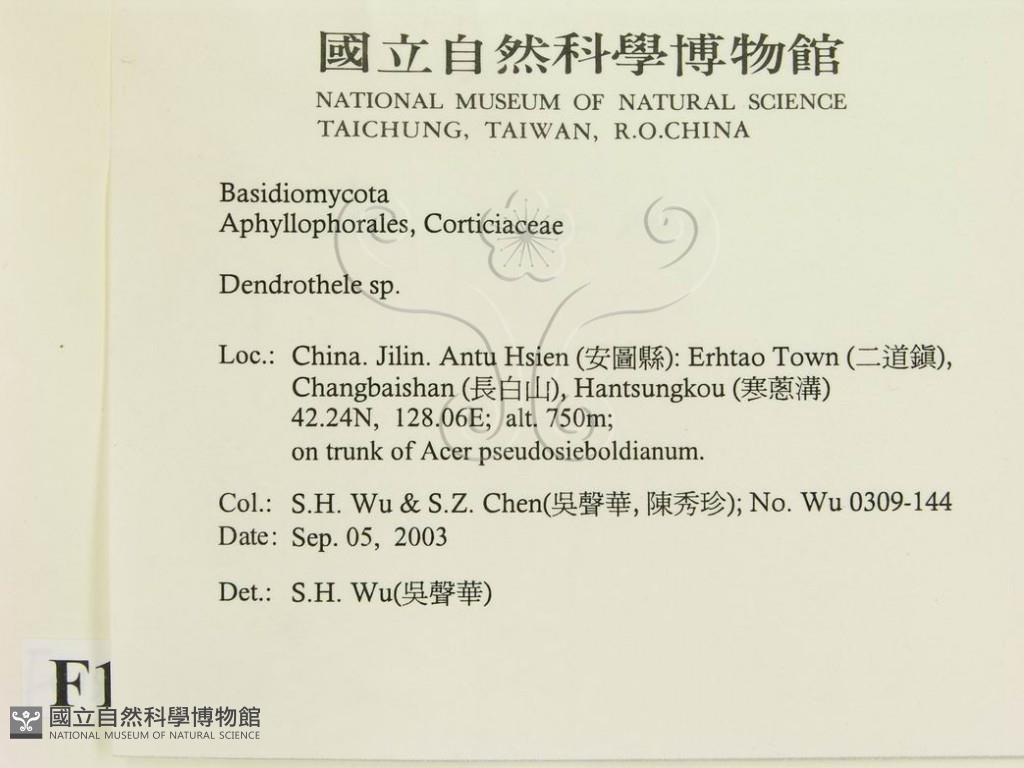 國立自然科學博物館
NATIONAL MUSEUM OF NATURAL SCIENCE
TAICHUNG, TAIWAN, R.O.CHINA
Basidiomycota
Aphyllophorales, Corticiaceae
Dendrothele sp.
Loc.: China. Jilin. Antu Hsien (安圖縣): Erhtao Town (二道鎭),
Changbaishan (長白山), Hantsungkou (寒蔥溝)
42.24N, 128.06E; alt. 750m;
on trunk of Acer pseudosieboldianum.
Col.: S.H. Wu & S.Z. Chen(吳聲華, 陳秀珍); No. Wu 0309-144
Date: Sep. 05, 2003
Det.: S.H. Wu(吳聲華)
F1
國立自然科學博物館
NATIONAL MUSEUM OF NATURAL SCIENCE